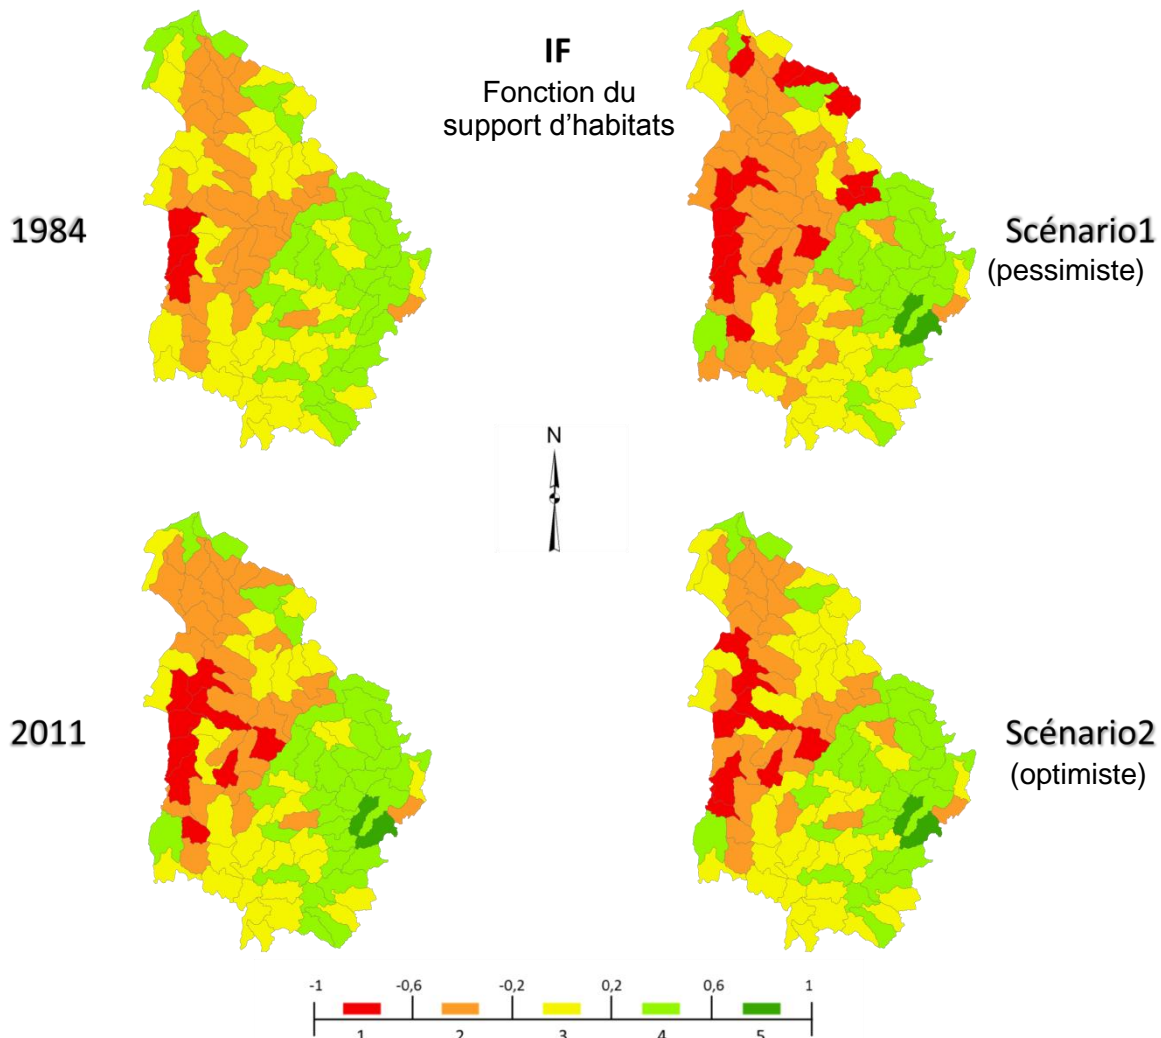 IF
Fonction du
support d’habitats
1984
Scénario1
(pessimiste)
N
2011
Scénario2
(optimiste)
-1 -0,6 -0,2 0,2 0,6 1
1 2 3 4 5